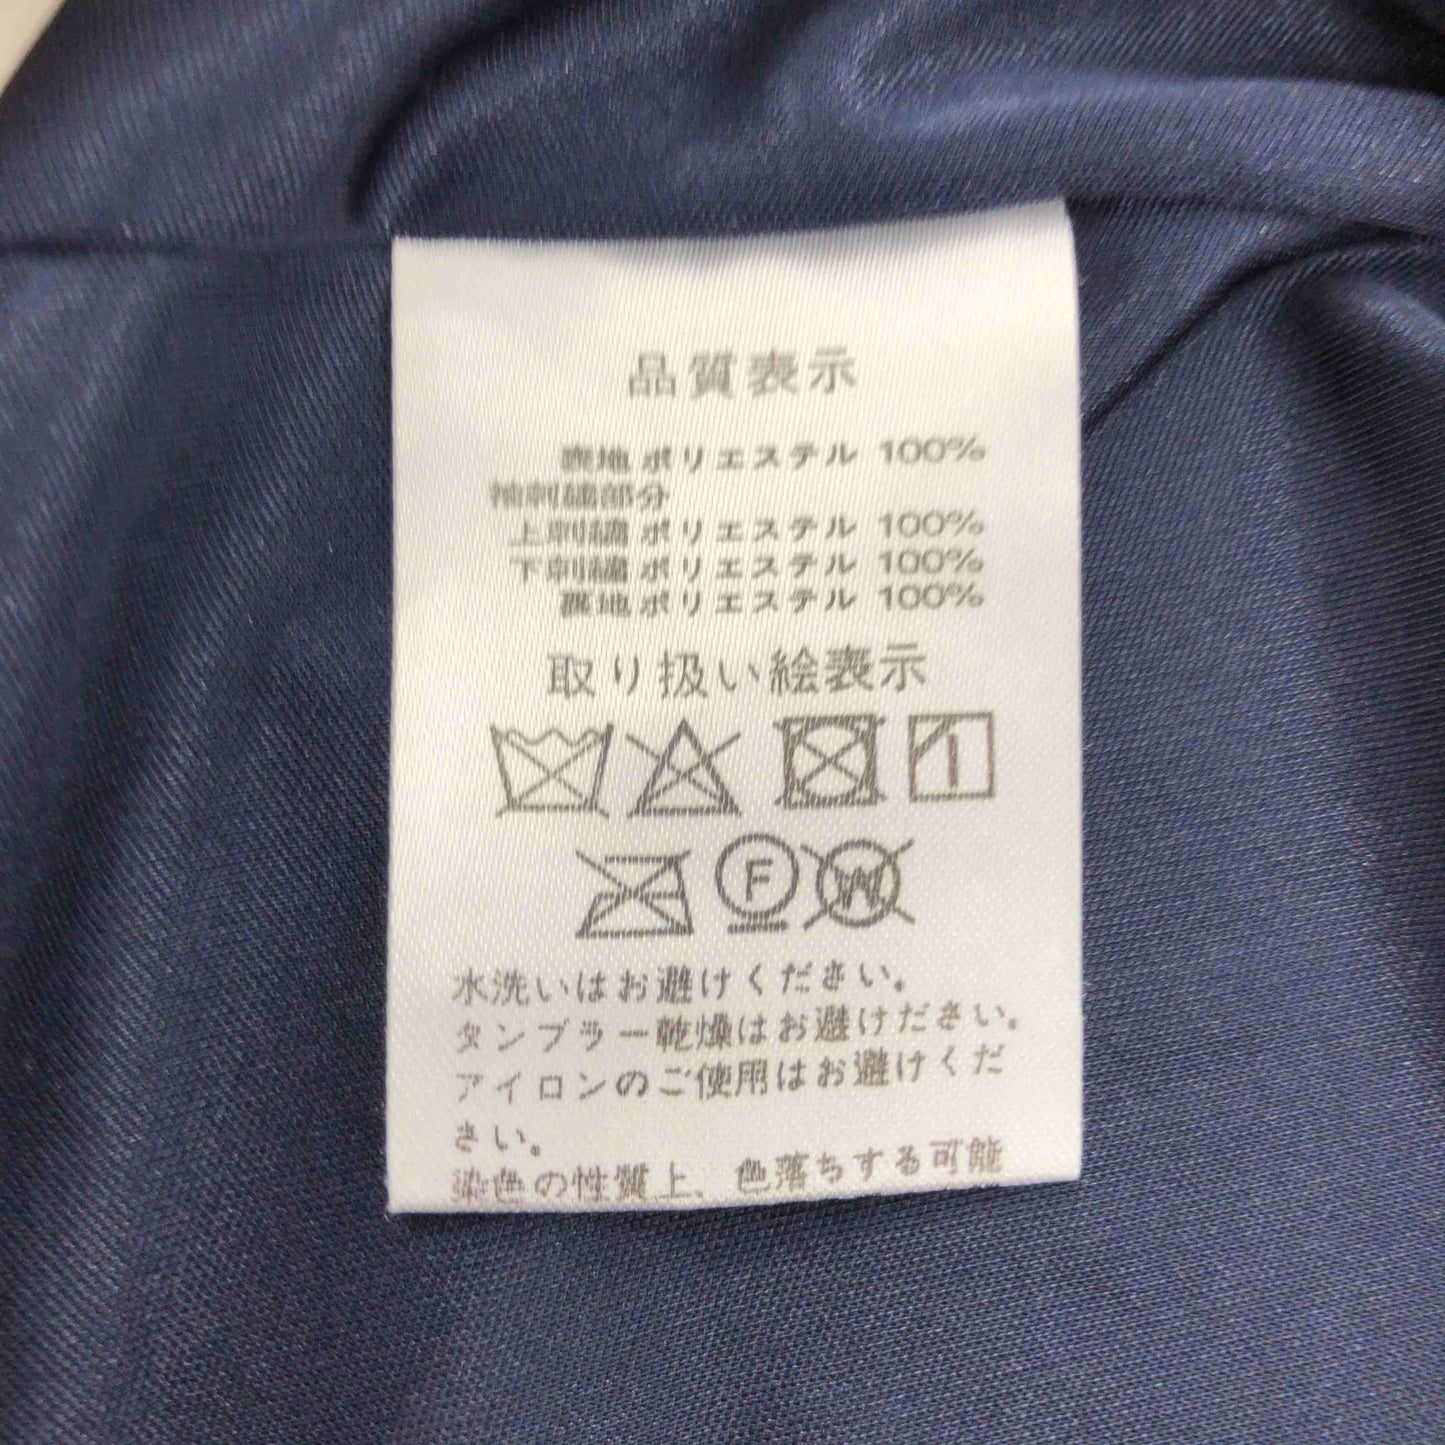 品質表示
表地 ポリエステル 100%
袖刺繍部分
上刺繍 ポリエステル 100%
下刺繍 ポリエステル 100%
裏地 ポリエステル 100%
取り扱い絵表示
F W
水洗いはお避けください。
タンブラー乾燥はお避けださい。
アイロンのご使用はお避けくだ
さい。
染色の性質上、色落ちする可能